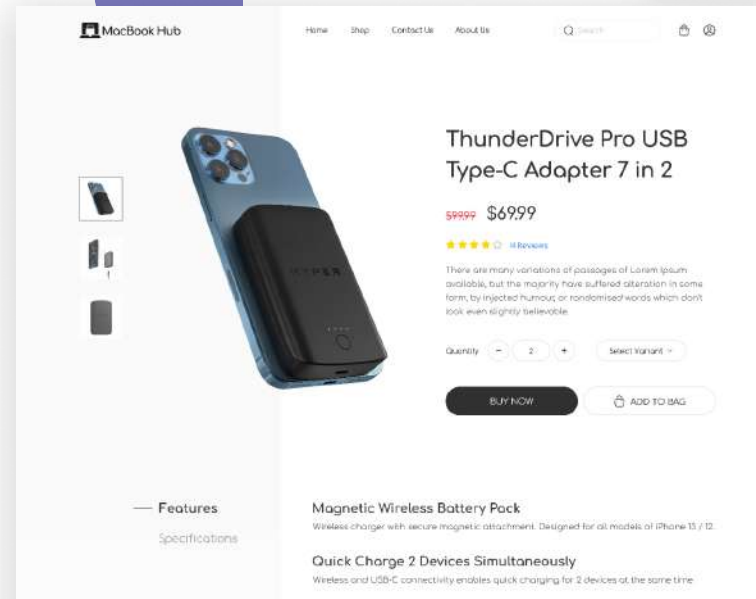 MacBook Hub
Home Shop Contact Us About Us Search
ThunderDrive Pro USB
Type-C Adapter 7 in 2
$99.99 $69.99
14 Reviews
There are many variations of passages of Lorem Ipsum
available, but the majority have suffered alteration in some
form, by injected humour, or randomised words which don't
look even slightly believable.
HYPER
Quantity - 2 + Select Variant
BUY NOW ADD TO BAG
Features
Specifications
Magnetic Wireless Battery Pack
Wireless charger with secure magnetic attachment. Designed for all models of iPhone 13 / 12.
Quick Charge 2 Devices Simultaneously
Wireless and USB-C connectivity enables quick charging for 2 devices at the same time